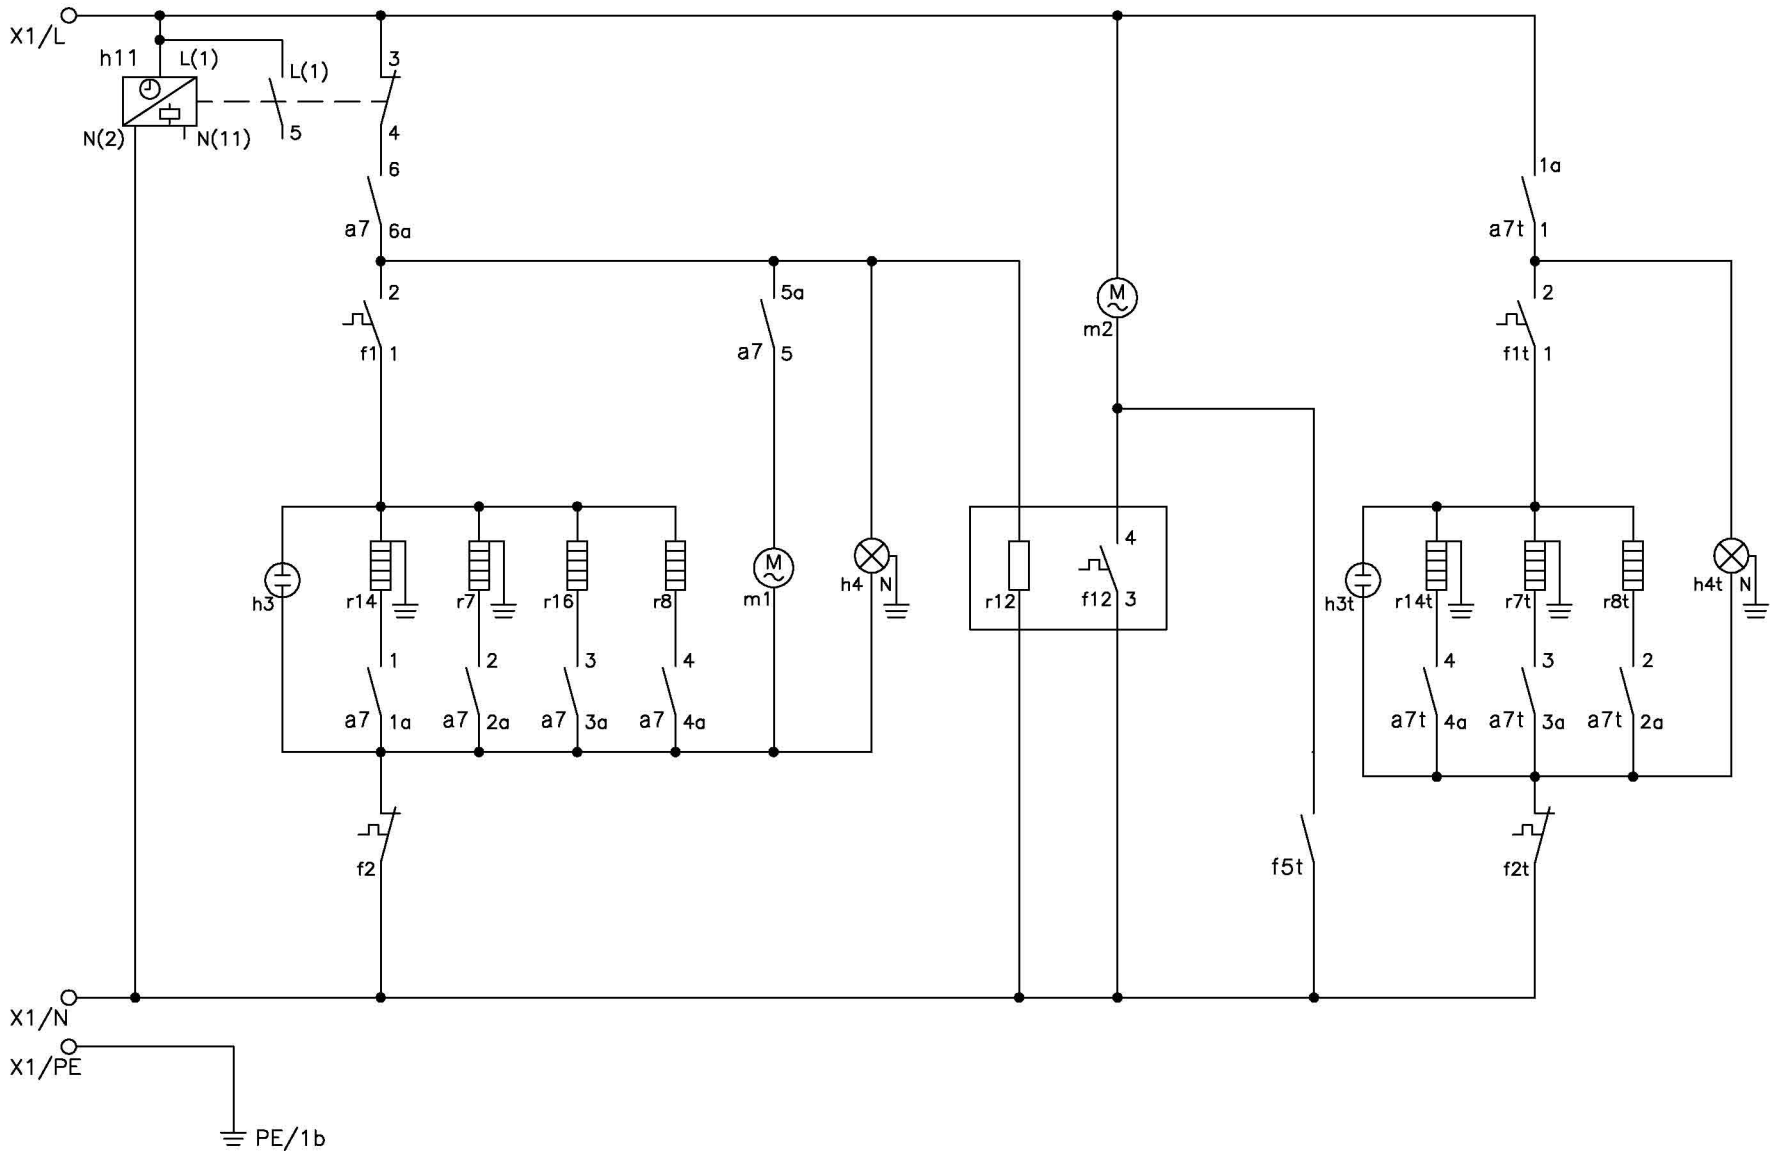 X1/L
h11 L(1)
L(1)
3
N(2) N(11) 5 4
6
1a
a7 6a
a7t 1
2
5a
M
m2
2
f1 1
a7 5
f1t 1
4
M
h3 r14 r7 r16 r8 m1 h4 N r12 f12 3 h3t r14t r7t r8t h4t N
1 2 3 4 4 3 2
a7 1a a7 2a a7 3a a7 4a a7t 4a a7t 3a a7t 2a
f2 f5t f2t
X1/N
X1/PE
PE/1b